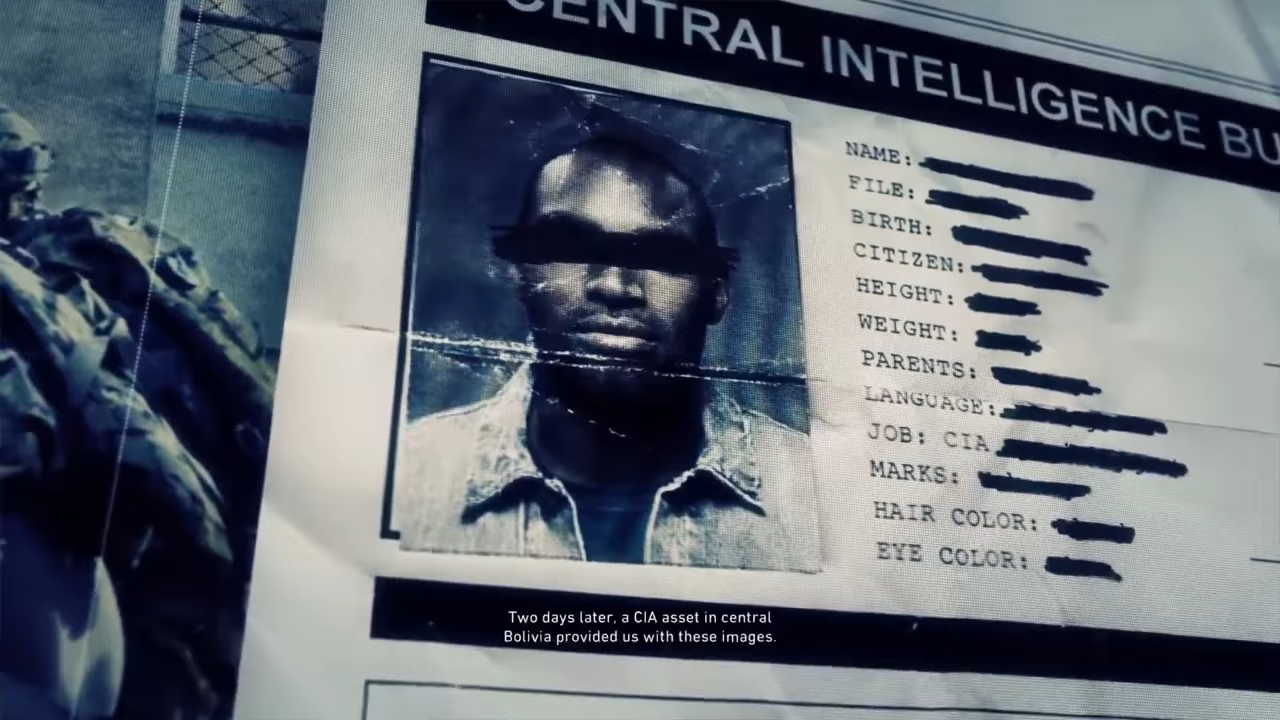 CENTRAL INTELLIGENCE BU
NAME:
FILE:
BIRTH:
CITIZEN:
HEIGHT:
WEIGHT:
PARENTS:
LANGUAGE:
JOB: CIA
MARKS:
HAIR COLOR:
EYE COLOR:
Two days later, a CIA asset in central
Bolivia provided us with these images.